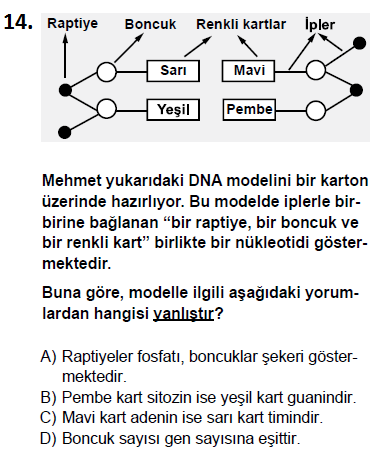 14. Raptiye Boncuk Renkli kartlar İpler
Sarı Mavi
Yeşil Pembe
Mehmet yukarıdaki DNA modelini bir karton
üzerinde hazırlıyor. Bu modelde iplerle bir-
birine bağlanan “bir raptiye, bir boncuk ve
bir renkli kart” birlikte bir nükleotidi göster-
mektedir.
Buna göre, modelle ilgili aşağıdaki yorum-
lardan hangisi yanlıştır?
A) Raptiyeler fosfatı, boncuklar şekeri göster-
mektedir.
B) Pembe kart sitozin ise yeşil kart guanindir.
C) Mavi kart adenin ise sarı kart timindir.
D) Boncuk sayısı gen sayısına eşittir.